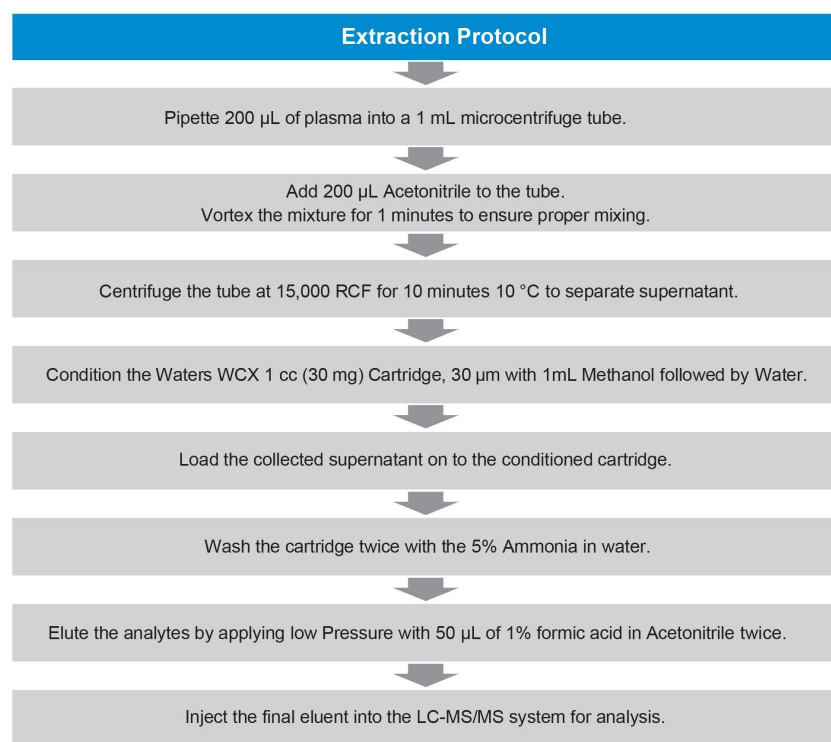 Extraction Protocol
Pipette 200 µL of plasma into a 1 mL microcentrifuge tube.
Add 200 µL Acetonitrile to the tube.
Vortex the mixture for 1 minutes to ensure proper mixing.
Centrifuge the tube at 15,000 RCF for 10 minutes 10 °C to separate supernatant.
Condition the Waters WCX 1 cc (30 mg) Cartridge, 30 µm with 1mL Methanol followed by Water.
Load the collected supernatant on to the conditioned cartridge.
Wash the cartridge twice with the 5% Ammonia in water.
Elute the analytes by applying low Pressure with 50 µL of 1% formic acid in Acetonitrile twice.
Inject the final eluent into the LC-MS/MS system for analysis.